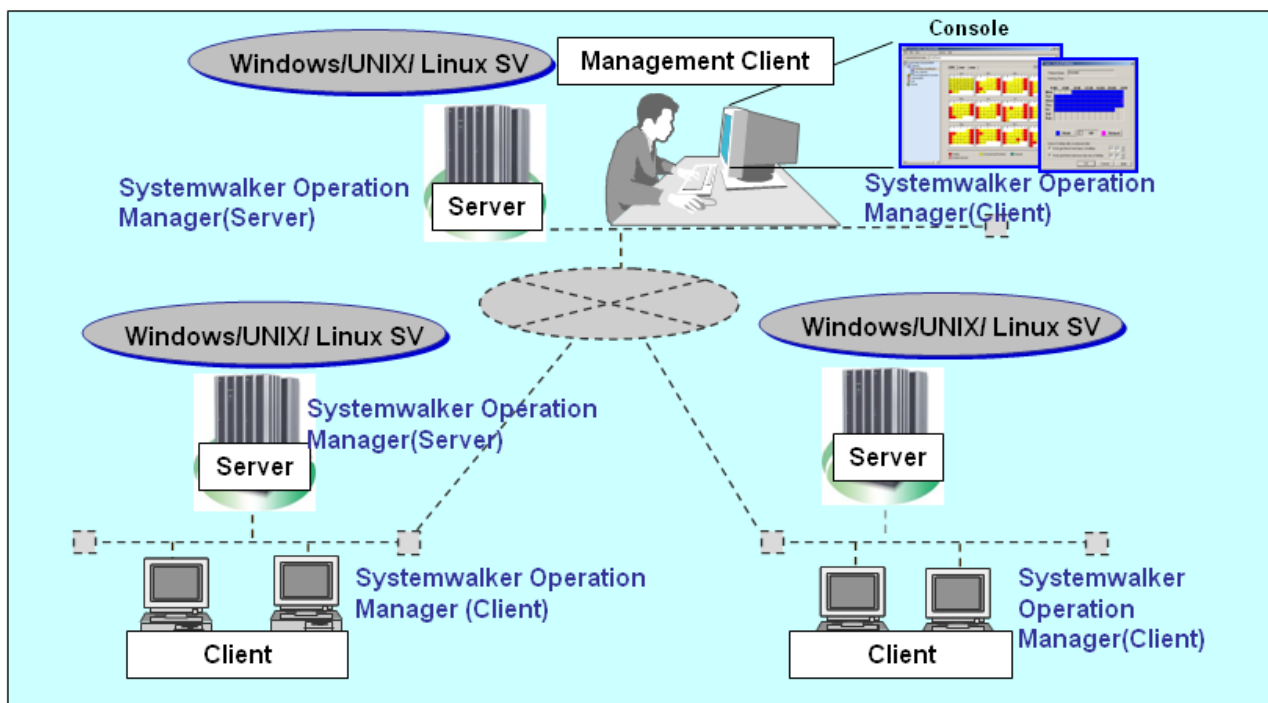 Console
Windows/UNIX/ Linux SV
Management Client
Systemwalker Operation
Manager(Server)
Server
Systemwalker Operation
Manager(Client)
Windows/UNIX/ Linux SV
Windows/UNIX/ Linux SV
Systemwalker Operation
Manager(Server)
Server
Server
Systemwalker Operation
Manager (Client)
Client
Systemwalker
Operation
Manager(Client)
Client